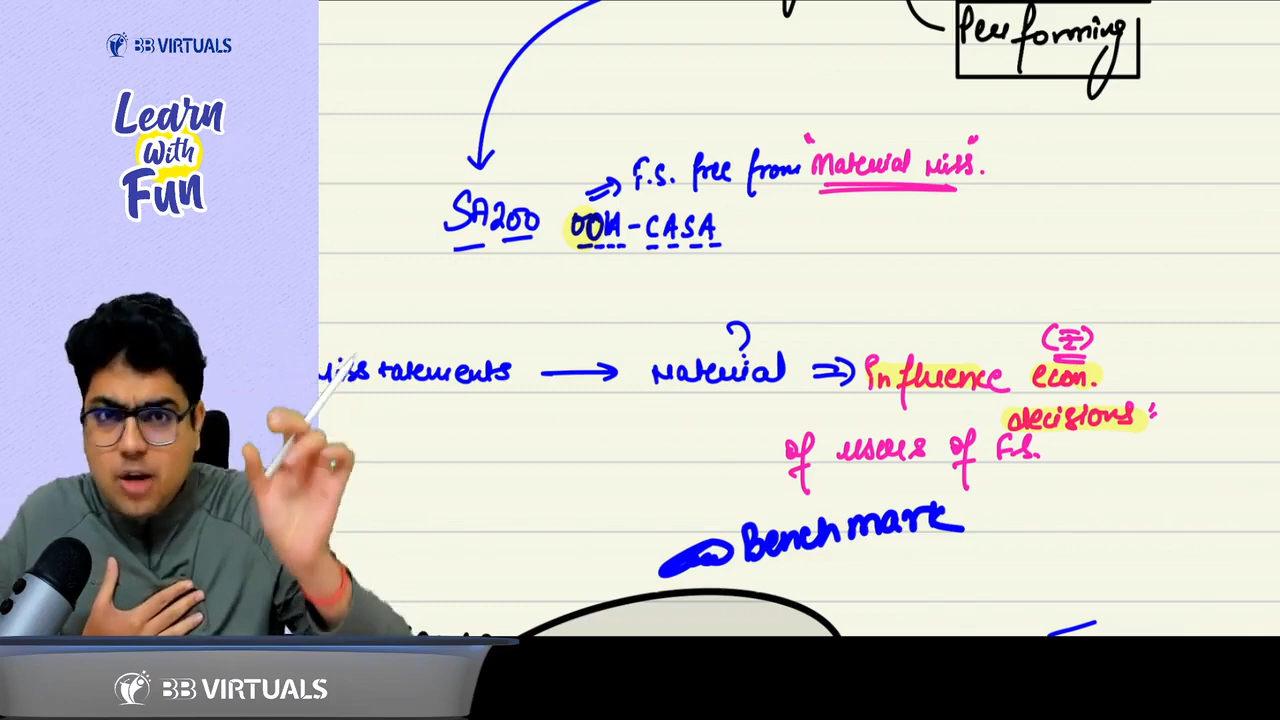 BB VIRTUALS
Learn
With
Fun
Performing
F.S. free from "Material miss".
SA200 OOIA-CASA
?
misstatements → Material ⇒ Influence econ.
(₹)
decisions"
of users of F.S.
Benchmark
BB VIRTUALS